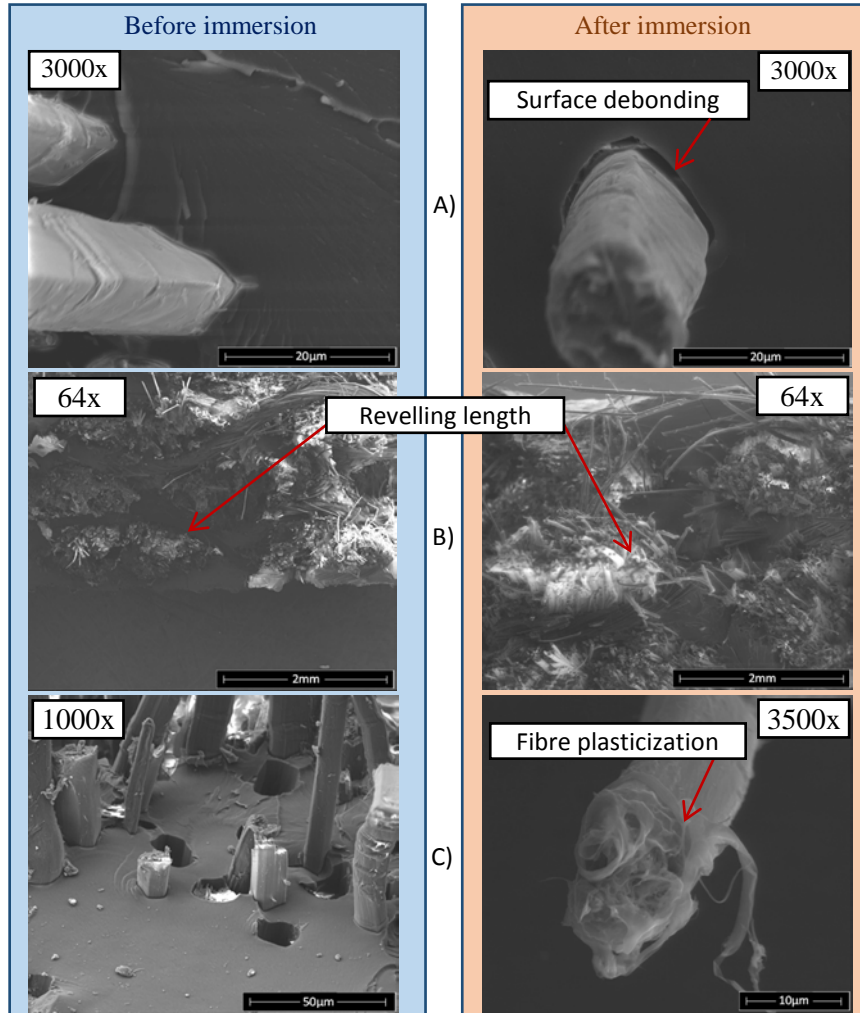 Before immersion
After immersion
3000x
3000x
Surface debonding
A)
20µm
20µm
64x
64x
Revelling length
B)
2mm
2mm
1000x
3500x
Fibre plasticization
C)
50µm
10µm